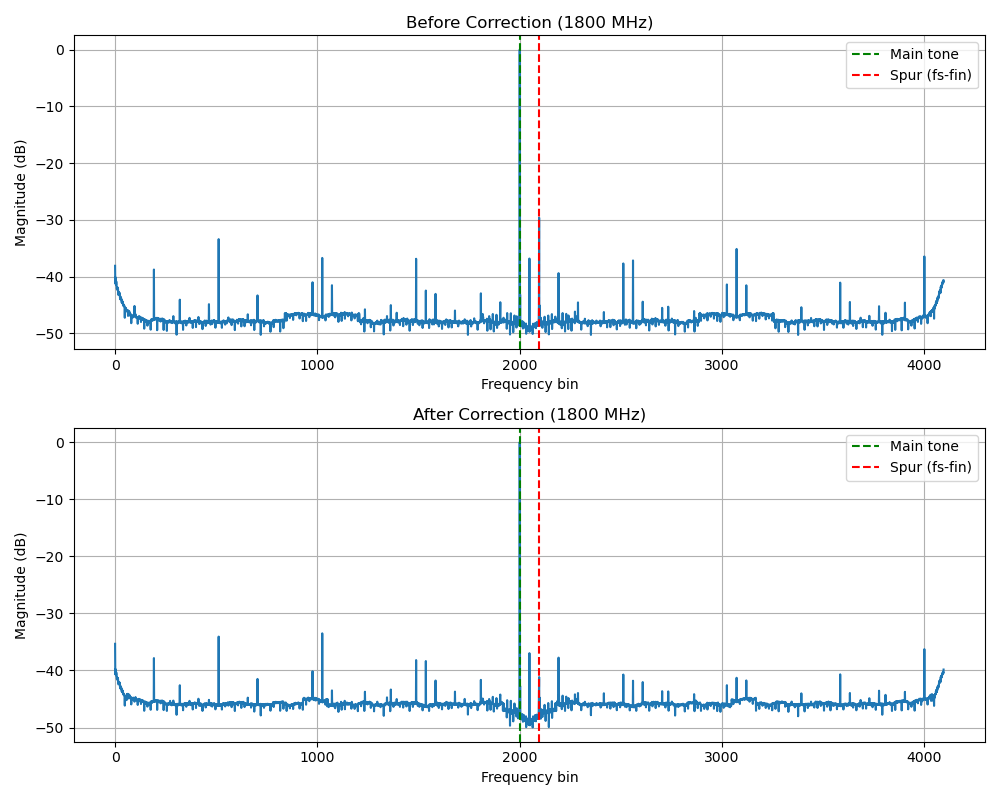 Before Correction (1800 MHz)
Main tone
Spur (fs-fin)
Magnitude (dB)
0
−10
−20
−30
−40
−50
0 1000 2000 3000 4000
Frequency bin
After Correction (1800 MHz)
Main tone
Spur (fs-fin)
Magnitude (dB)
0
−10
−20
−30
−40
−50
0 1000 2000 3000 4000
Frequency bin